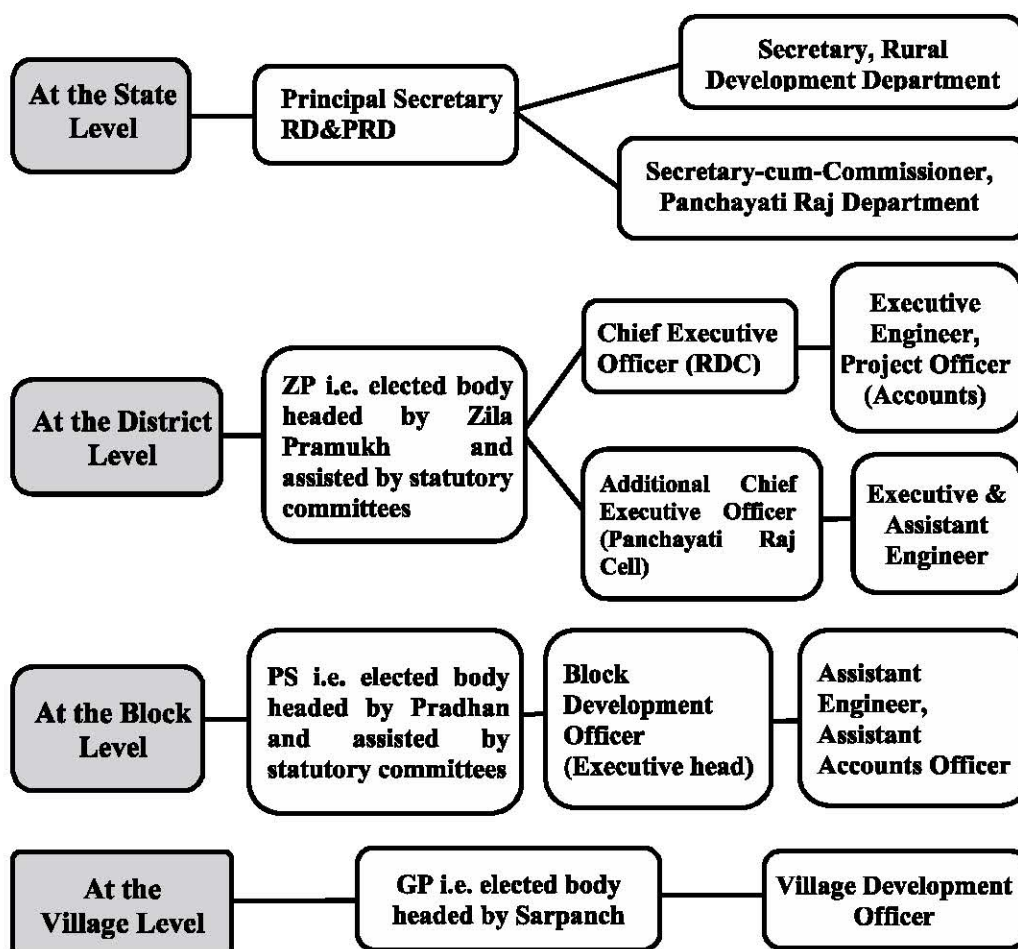 At the State
Level
Principal Secretary
RD&PRD
Secretary, Rural
Development Department
Secretary-cum-Commissioner,
Panchayati Raj Department
At the District
Level
ZP i.e. elected body
headed by Zila
Pramukh and
assisted by statutory
committees
Chief Executive
Officer (RDC)
Executive
Engineer,
Project Officer
(Accounts)
Additional Chief
Executive Officer
(Panchayati Raj
Cell)
Executive &
Assistant
Engineer
At the Block
Level
PS i.e. elected body
headed by Pradhan
and assisted by
statutory committees
Block
Development
Officer
(Executive head)
Assistant
Engineer,
Assistant
Accounts Officer
At the
Village Level
GP i.e. elected body
headed by Sarpanch
Village Development
Officer